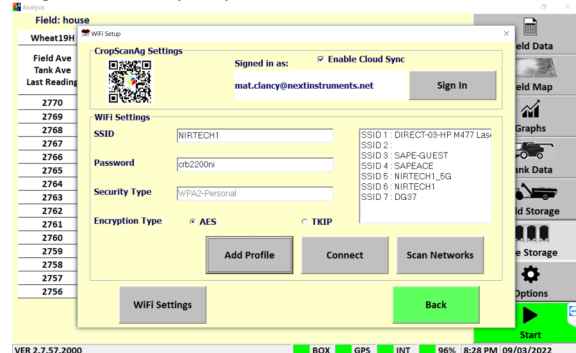 Analysis
Field: house
Wheat19H
Field Ave
Tank Ave
Last Reading
2770
2769
2768
2767
2766
2765
2764
2763
2762
2761
2760
2759
2758
2757
2756
WiFi Setup
CropScanAg Settings
Signed in as:
Enable Cloud Sync
mat.clancy@nextinstruments.net
Sign In
WiFi Settings
SSID
NIRTECH1
Password
crb2200ni
Security Type
WPA2-Personal
Encryption Type
AES
TKIP
SSID 1 : DIRECT-03-HP M477 Lase
SSID 2 :
SSID 3 : SAPE-GUEST
SSID 4 : SAPEACE
SSID 5 : NIRTECH1_5G
SSID 6 : NIRTECH1
SSID 7 : DG37
Add Profile
Connect
Scan Networks
WiFi Settings
Back
eld Data
eld Map
Graphs
nk Data
d Storage
e Storage
Options
Start
VER 2.7.57.2000
BOX
GPS
INT
96%
8:28 PM
09/03/2022